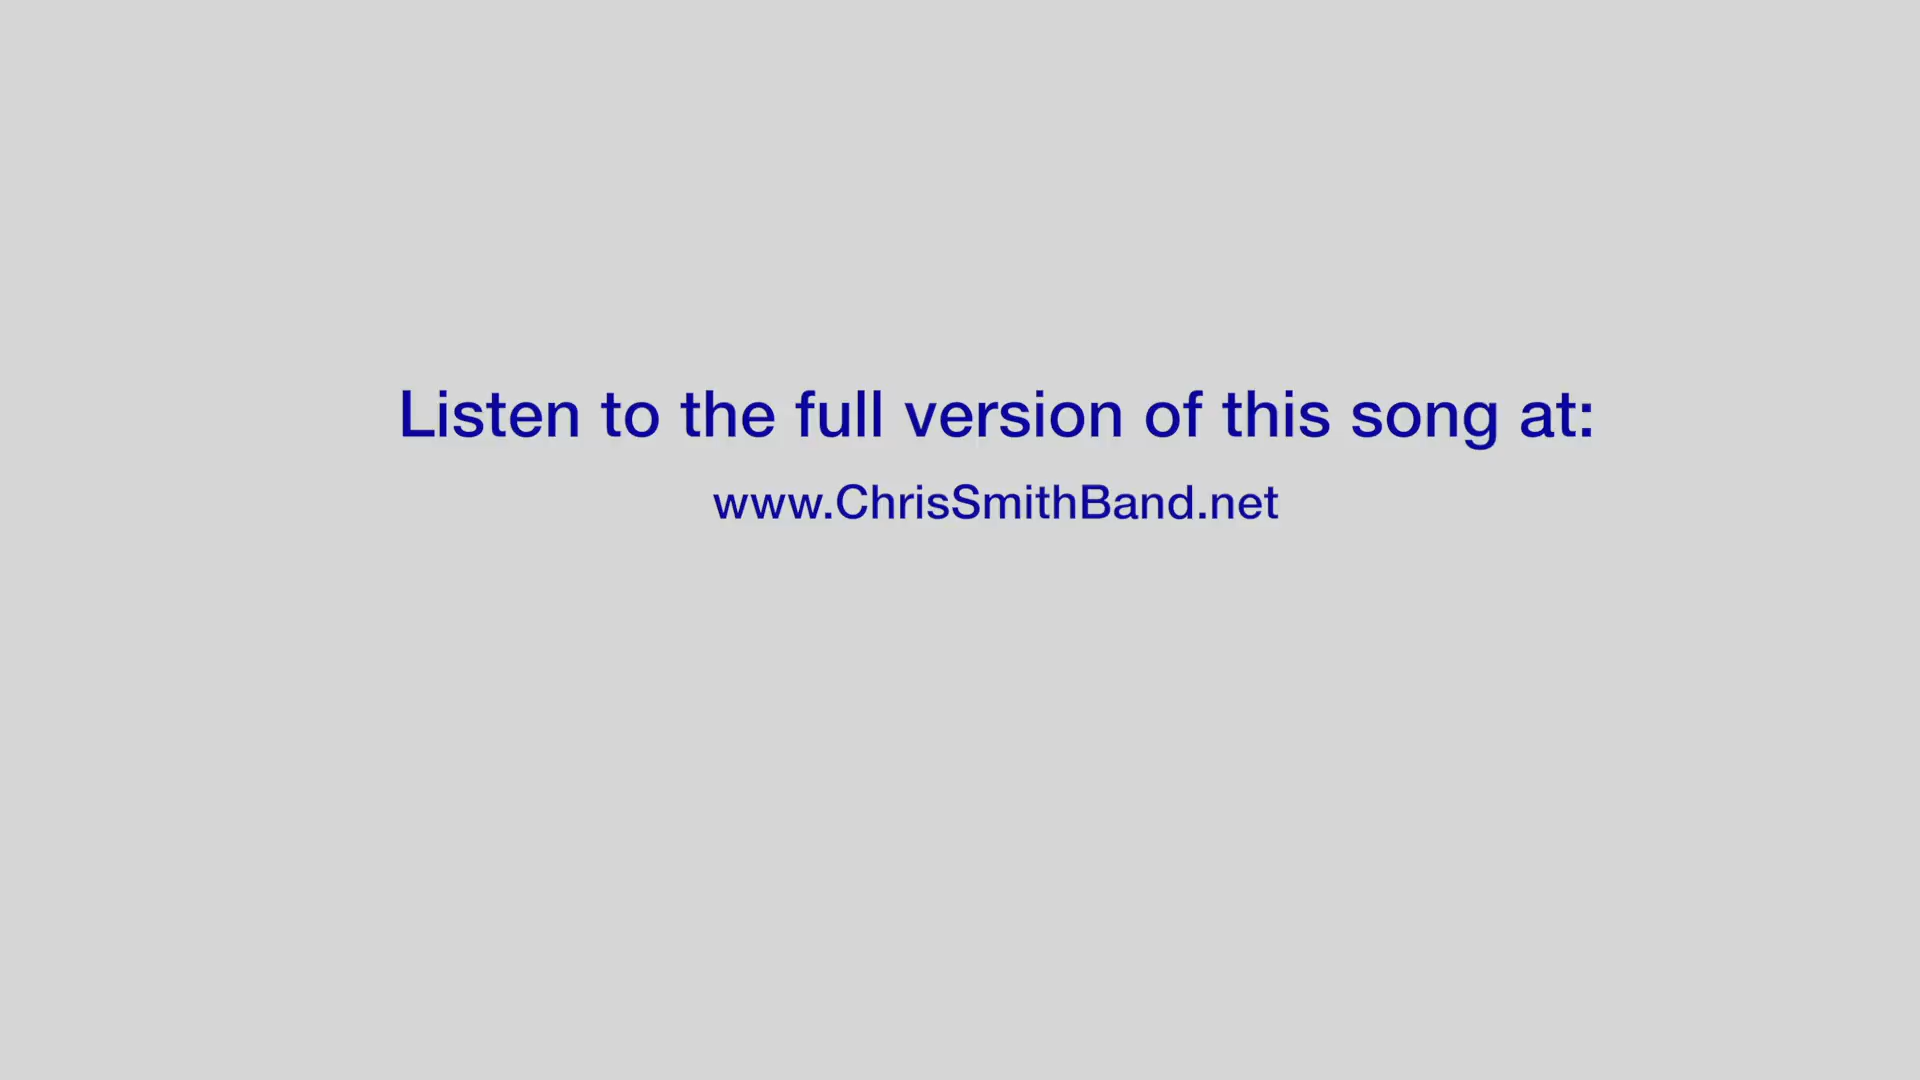 Listen to the full version of this song at:
www.ChrisSmithBand.net